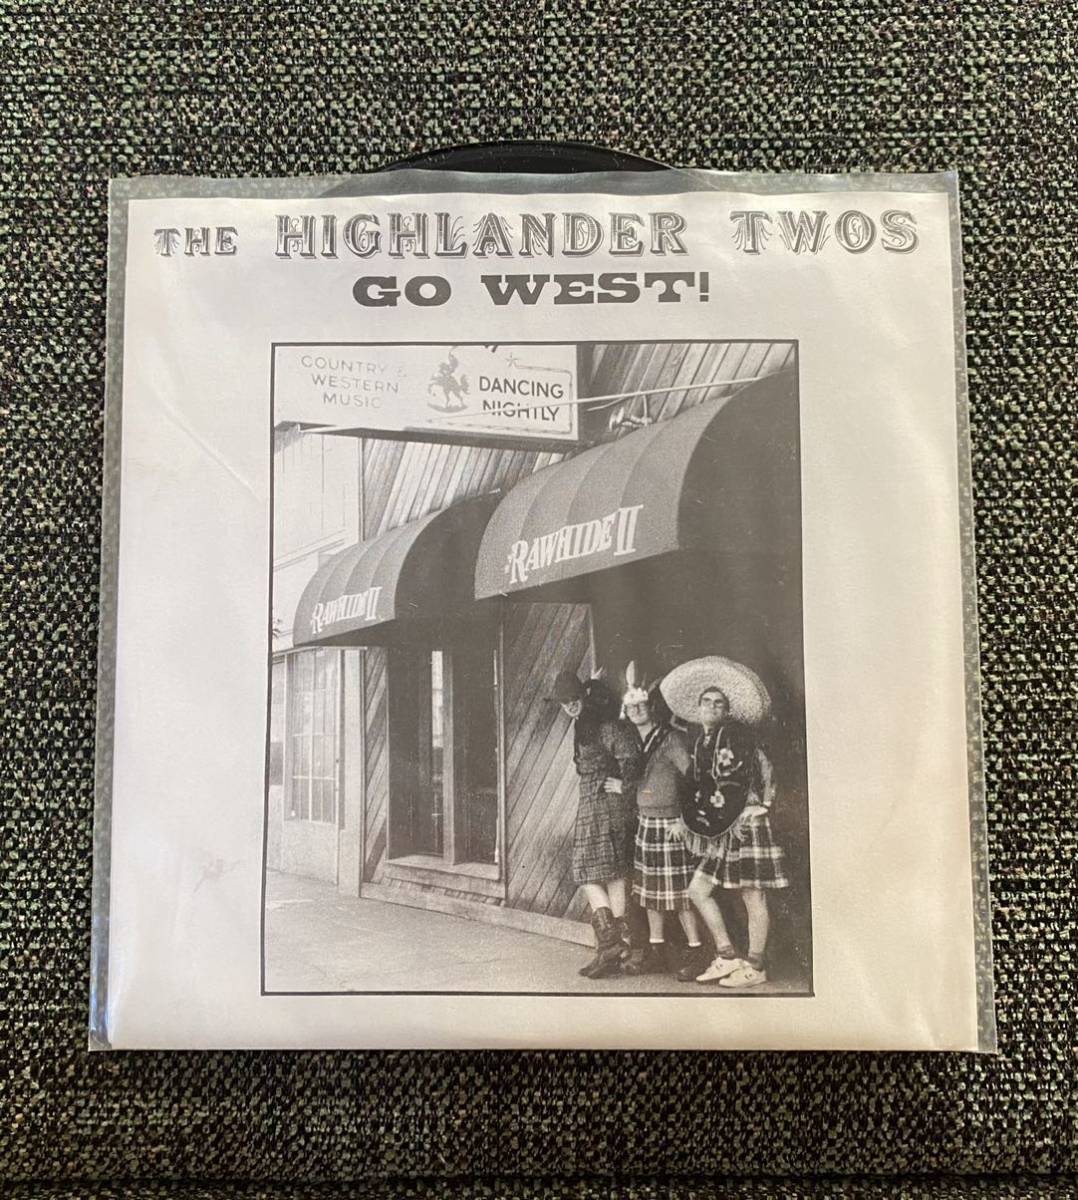 THE HIGHLANDER TWOS
GO WEST!
COUNTRY &
WESTERN
MUSIC
DANCING
NIGHTLY
RAWHIDE II
RAWHIDE II